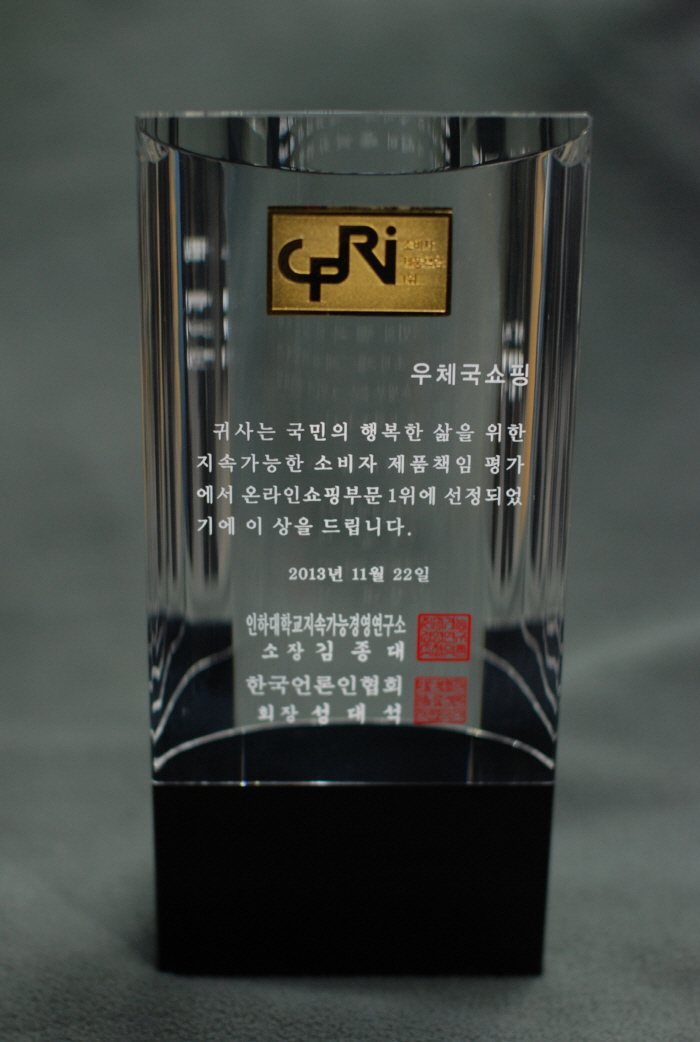 CPRi
소비자
1위
우체국쇼핑
귀사는 국민의 행복한 삶을 위한
지속가능한 소비자 제품책임 평가
에서 온라인쇼핑부문 1위에 선정되었
기에 이 상을 드립니다.
2013년 11월 22일
인하대학교지속가능경영연구소
소장 김종대
한국언론인협회
회장 성대석